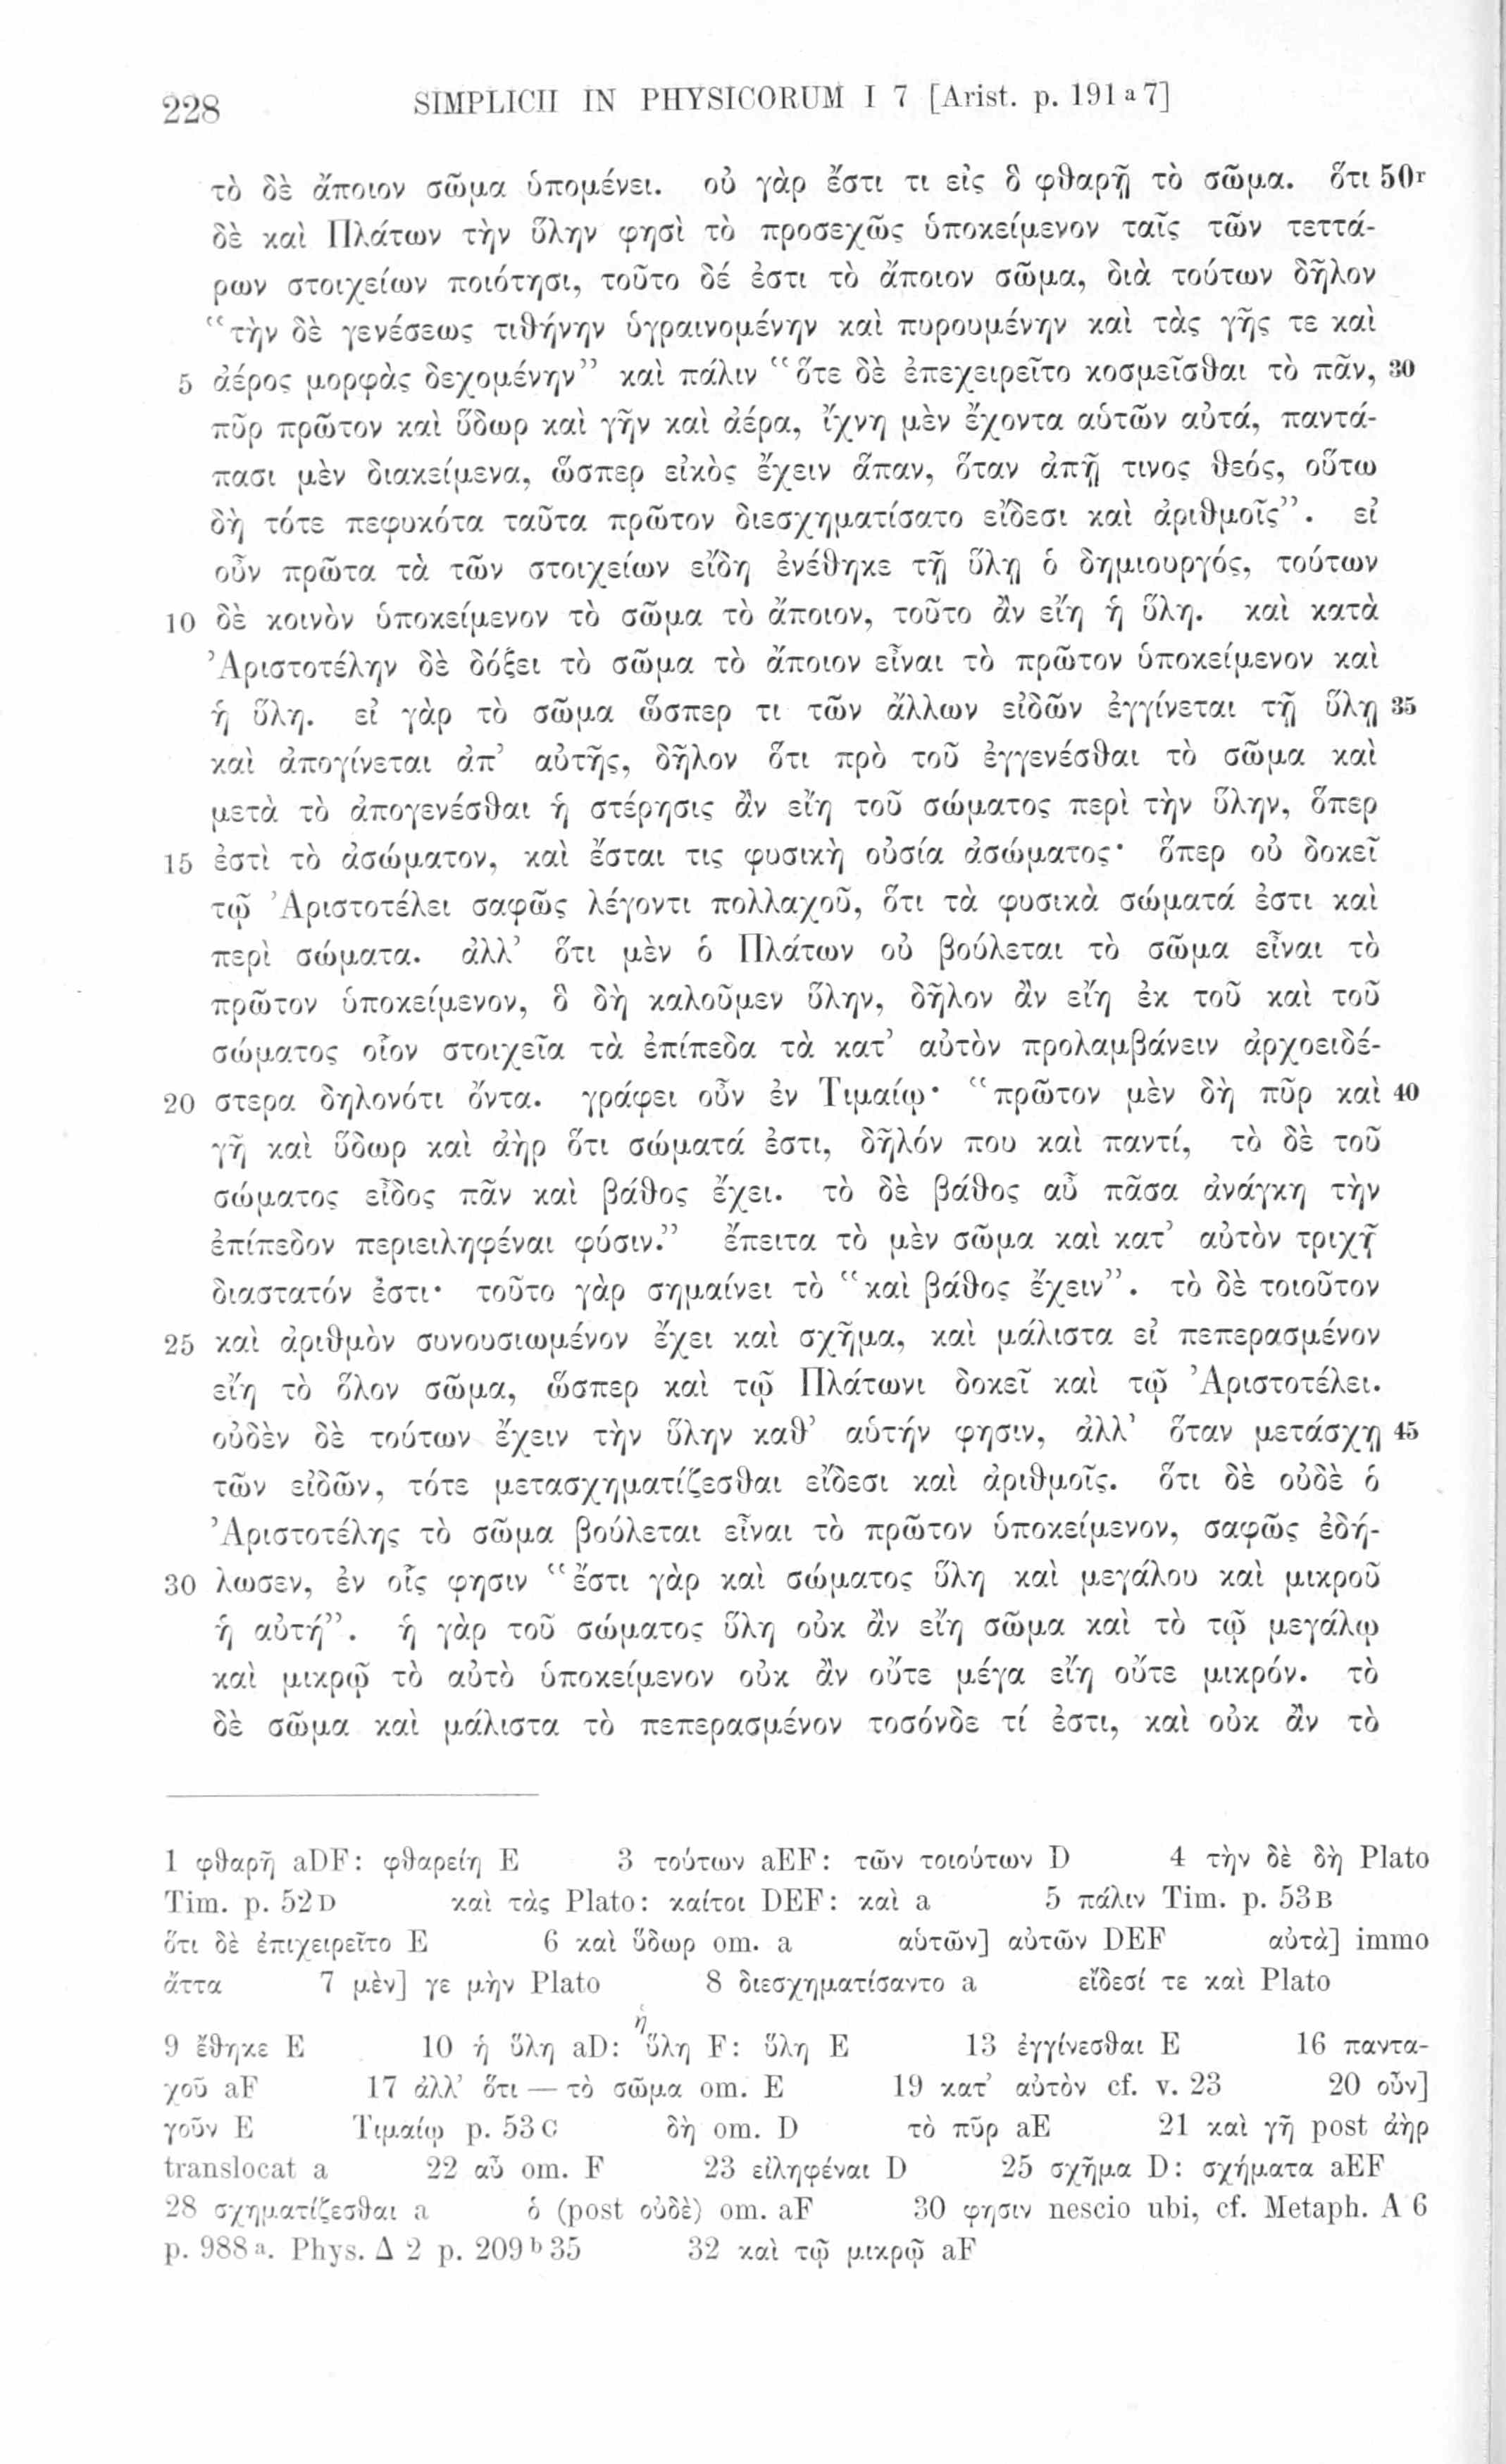 228 SIMPLICII IN PHYSICORUM I 7 [Arist. p. 191 a 7]
τὸ δὲ ἄποιον σῶμα ὑπομένει. οὐ γὰρ ἔστι τι εἰς ὃ φθαρῇ τὸ σῶμα. ὅτι 50r
δὲ καὶ Πλάτων τὴν ὕλην φησὶ τὸ προσεχῶς ὑποκείμενον ταῖς τῶν τεττά-
ρων στοιχείων ποιότησι, τοῦτο δέ ἐστι τὸ ἄποιον σῶμα, διὰ τούτων δῆλον
“τὴν δὲ γενέσεως τιθήνην ὑγραινομένην καὶ πυρουμένην καὶ τὰς γῆς τε καὶ
5 ἀέρος μορφὰς δεχομένην” καὶ πάλιν “ὅτε δὲ ἐπεχειρεῖτο κοσμεῖσθαι τὸ πᾶν, 30
πῦρ πρῶτον καὶ ὕδωρ καὶ γῆν καὶ ἀέρα, ἴχνη μὲν ἔχοντα αὑτῶν αὐτά, παντά-
πασι μὲν διακείμενα, ὥσπερ εἰκὸς ἔχειν ἅπαν, ὅταν ἀπῇ τινος θεός, οὕτω
δὴ τότε πεφυκότα ταῦτα πρῶτον διεσχηματίσατο εἴδεσι καὶ ἀριθμοῖς”. εἰ
οὖν πρῶτα τὰ τῶν στοιχείων εἴδη ἐνέθηκε τῇ ὕλῃ ὁ δημιουργός, τούτων
10 δὲ κοινὸν ὑποκείμενον τὸ σῶμα τὸ ἄποιον, τοῦτο ἂν εἴη ἡ ὕλη. καὶ κατὰ
Ἀριστοτέλην δὲ δόξει τὸ σῶμα τὸ ἄποιον εἶναι τὸ πρῶτον ὑποκείμενον καὶ
ἡ ὕλη. εἰ γὰρ τὸ σῶμα ὥσπερ τι τῶν ἄλλων εἰδῶν ἐγγίνεται τῇ ὕλῃ 35
καὶ ἀπογίνεται ἀπ’ αὐτῆς, δῆλον ὅτι πρὸ τοῦ ἐγγενέσθαι τὸ σῶμα καὶ
μετὰ τὸ ἀπογενέσθαι ἡ στέρησις ἂν εἴη τοῦ σώματος περὶ τὴν ὕλην, ὅπερ
15 ἐστὶ τὸ ἀσώματον, καὶ ἔσται τις φυσικὴ οὐσία ἀσώματος· ὅπερ οὐ δοκεῖ
τῷ Ἀριστοτέλει σαφῶς λέγοντι πολλαχοῦ, ὅτι τὰ φυσικὰ σώματά ἐστι καὶ
περὶ σώματα. ἀλλ’ ὅτι μὲν ὁ Πλάτων οὐ βούλεται τὸ σῶμα εἶναι τὸ
πρῶτον ὑποκείμενον, ὃ δὴ καλοῦμεν ὕλην, δῆλον ἂν εἴη ἐκ τοῦ καὶ τοῦ
σώματος οἷον στοιχεῖα τὰ ἐπίπεδα τὰ κατ’ αὐτὸν προλαμβάνειν ἀρχοειδέ-
20 στερα δηλονότι ὄντα. γράφει οὖν ἐν Τιμαίῳ· “πρῶτον μὲν δὴ πῦρ καὶ 40
γῆ καὶ ὕδωρ καὶ ἀὴρ ὅτι σώματά ἐστι, δῆλόν που καὶ παντί, τὸ δὲ τοῦ
σώματος εἶδος πᾶν καὶ βάθος ἔχει. τὸ δὲ βάθος αὖ πᾶσα ἀνάγκη τὴν
ἐπίπεδον περιειληφέναι φύσιν.” ἔπειτα τὸ μὲν σῶμα καὶ κατ’ αὐτὸν τριχῇ
διαστατόν ἐστι· τοῦτο γὰρ σημαίνει τὸ “καὶ βάθος ἔχειν”. τὸ δὲ τοιοῦτον
25 καὶ ἀριθμὸν συνουσιωμένον ἔχει καὶ σχῆμα, καὶ μάλιστα εἰ πεπερασμένον
εἴη τὸ ὅλον σῶμα, ὥσπερ καὶ τῷ Πλάτωνι δοκεῖ καὶ τῷ Ἀριστοτέλει.
οὐδὲν δὲ τούτων ἔχειν τὴν ὕλην καθ’ αὑτήν φησιν, ἀλλ’ ὅταν μετάσχῃ 45
τῶν εἰδῶν, τότε μετασχηματίζεσθαι εἴδεσι καὶ ἀριθμοῖς. ὅτι δὲ οὐδὲ ὁ
Ἀριστοτέλης τὸ σῶμα βούλεται εἶναι τὸ πρῶτον ὑποκείμενον, σαφῶς ἐδή-
30 λωσεν, ἐν οἷς φησιν “ἔστι γὰρ καὶ σώματος ὕλη καὶ μεγάλου καὶ μικροῦ
ἡ αὐτή”. ἡ γὰρ τοῦ σώματος ὕλη οὐκ ἂν εἴη σῶμα καὶ τὸ τῷ μεγάλῳ
καὶ μικρῷ τὸ αὐτὸ ὑποκείμενον οὐκ ἂν οὔτε μέγα εἴη οὔτε μικρόν. τὸ
δὲ σῶμα καὶ μάλιστα τὸ πεπερασμένον τοσόνδε τί ἐστι, καὶ οὐκ ἂν τὸ
1 φθαρῇ aDF: φθαρείη E 3 τούτων aEF: τῶν τοιούτων D 4 τὴν δὲ δὴ Plato
Tim. p. 52D καὶ τὰς Plato: καίτοι DEF: καὶ a 5 πάλιν Tim. p. 53B
ὅτι δὲ ἐπιχειρεῖτο E 6 καὶ ὕδωρ om. a αὑτῶν] αὐτῶν DEF αὐτὰ] immo
ἄττα 7 μὲν] γε μὴν Plato 8 διεσχηματίσαντο a εἴδεσί τε καὶ Plato
9 ἔθηκε E 10 ἡ ὕλη aD: ἡ ὕλη F: ὕλη E 13 ἐγγίνεσθαι E 16 παντα-
χοῦ aF 17 ἀλλ’ ὅτι — τὸ σῶμα om. E 19 κατ’ αὐτὸν cf. v. 23 20 οὖν]
γοῦν E Τιμαίῳ p. 53C δὴ om. D τὸ πῦρ aE 21 καὶ γῆ post ἀὴρ
translocat a 22 αὖ om. F 23 εἰληφέναι D 25 σχῆμα D: σχήματα aEF
28 σχηματίζεσθαι a ὁ (post οὐδὲ) om. aF 30 φησιν nescio ubi, cf. Metaph. A 6
p. 988 a. Phys. Δ 2 p. 209 b 35 32 καὶ τῷ μικρῷ aF